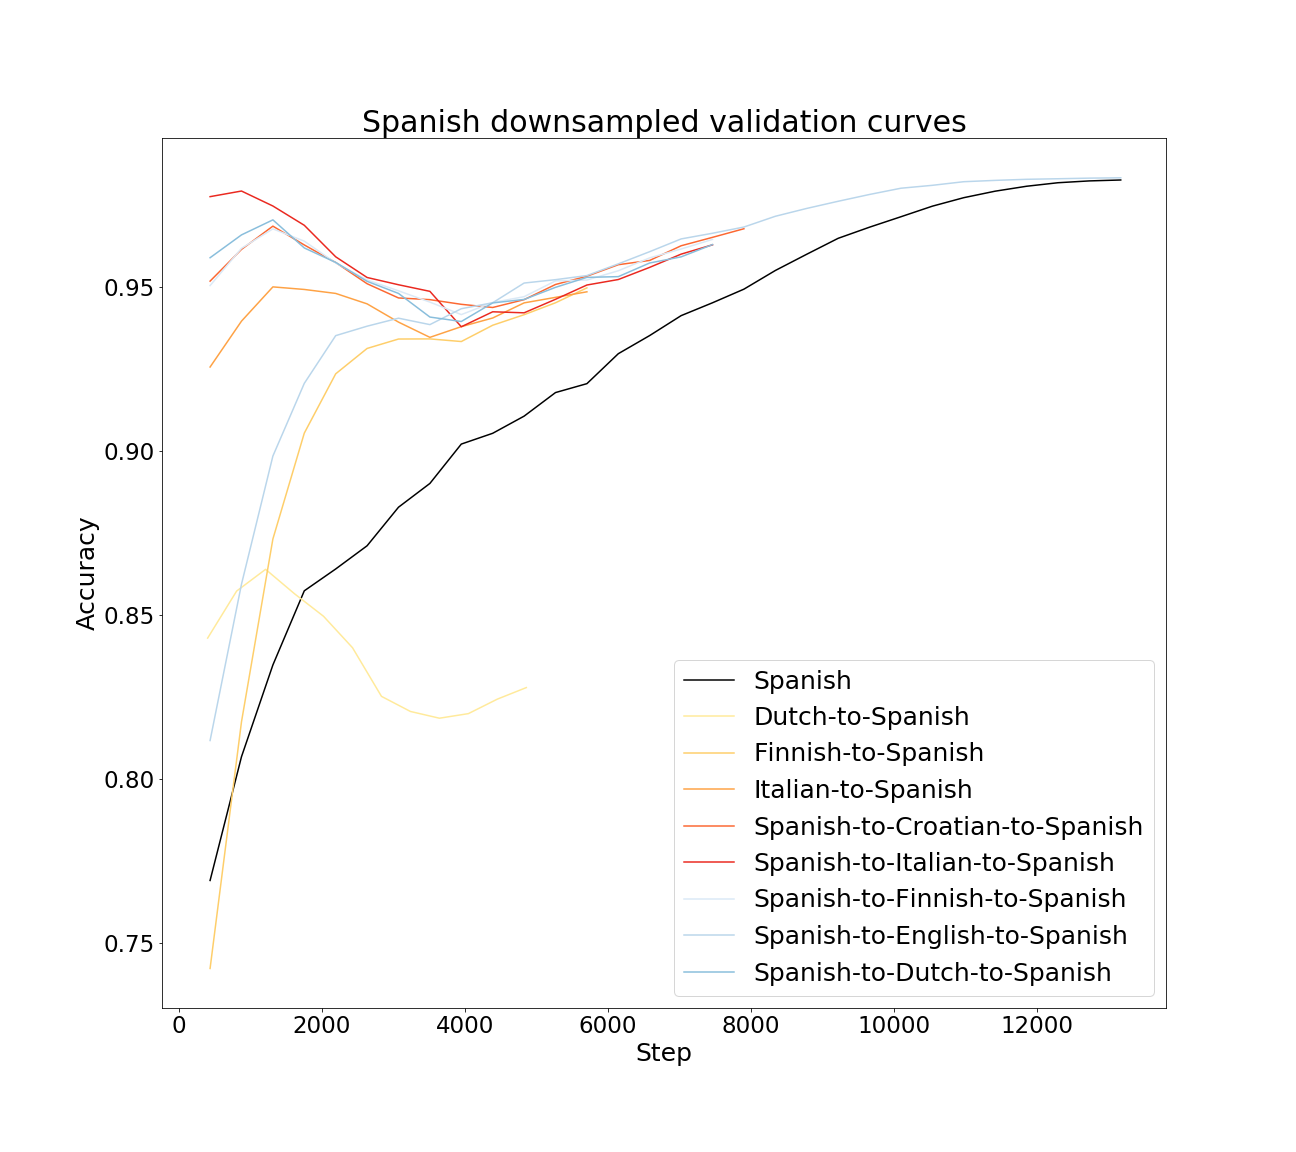 Spanish downsampled validation curves
Accuracy
0.95
0.90
0.85
0.80
0.75
Spanish
Dutch-to-Spanish
Finnish-to-Spanish
Italian-to-Spanish
Spanish-to-Croatian-to-Spanish
Spanish-to-Italian-to-Spanish
Spanish-to-Finnish-to-Spanish
Spanish-to-English-to-Spanish
Spanish-to-Dutch-to-Spanish
0 2000 4000 6000 8000 10000 12000
Step